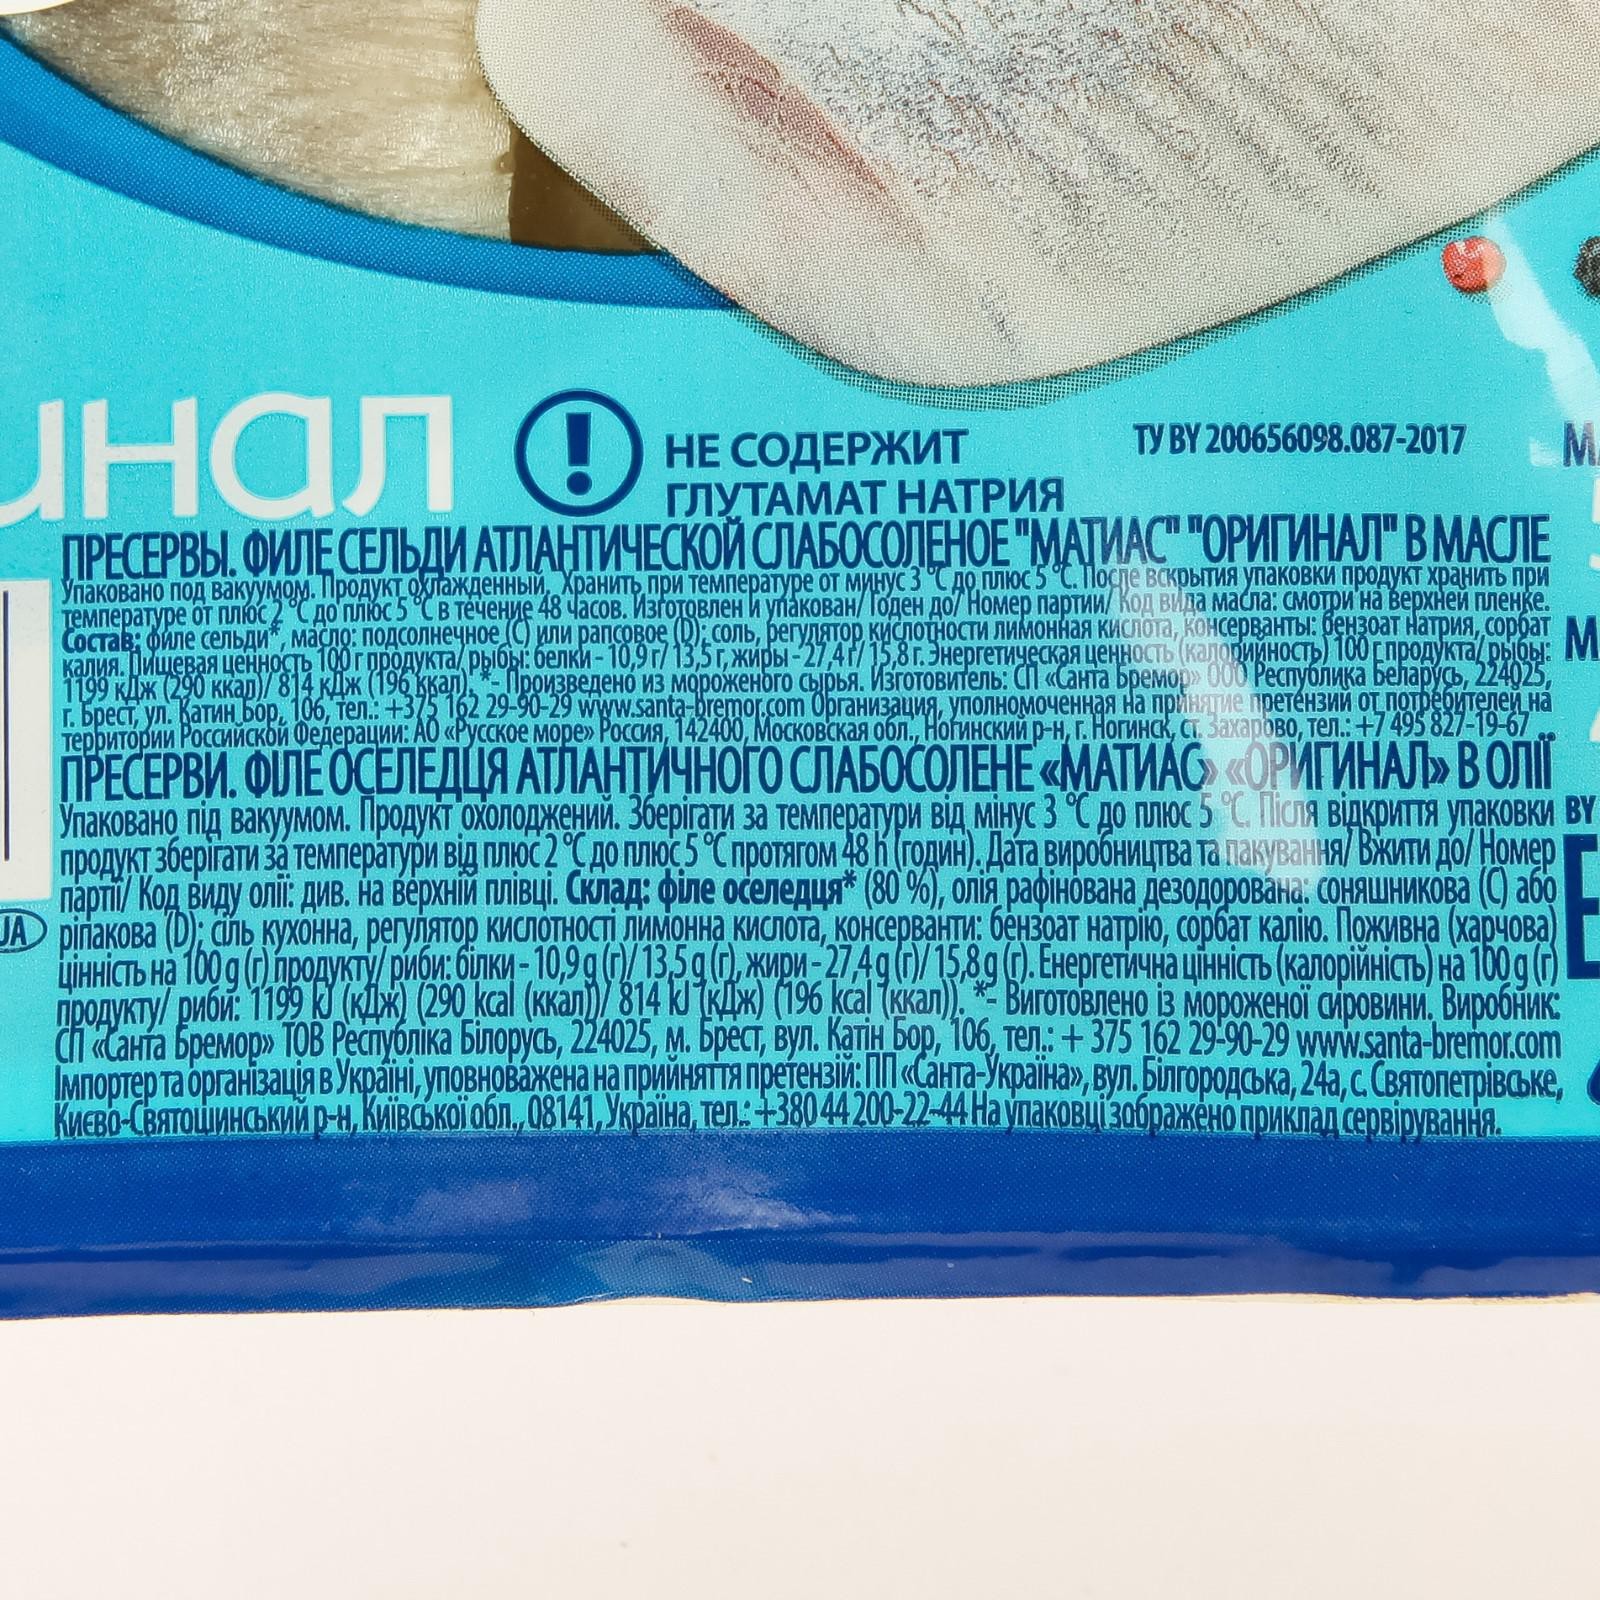 инал
НЕ СОДЕРЖИТ
ГЛУТАМАТ НАТРИЯ
ТУ BY 200656098.087-2017
ПРЕСЕРВЫ. ФИЛЕ СЕЛЬДИ АТЛАНТИЧЕСКОЙ СЛАБОСОЛЕНОЕ "МАТИАС" "ОРИГИНАЛ" В МАСЛЕ
Упаковано под вакуумом. Продукт охлажденный. Хранить при температуре от минус 3 °С до плюс 5 °С. После вскрытия упаковки продукт хранить при
температуре от плюс 2 °С до плюс 5 °С в течение 48 часов. Изготовлен и упакован/ Годен до/ Номер партии/ Код вида масла: смотри на верхней пленке.
Состав: филе сельди*, масло: подсолнечное (C) или рапсовое (D); соль, регулятор кислотности лимонная кислота, консерванты: бензоат натрия, сорбат
калия. Пищевая ценность 100 г продукта/ рыбы: белки - 10,9 г/ 13,5 г, жиры - 27,4 г/ 15,8 г. Энергетическая ценность (калорийность) 100 г продукта/ рыбы:
1199 кДж (290 ккал)/ 814 кДж (196 ккал). *- Произведено из мороженого сырья. Изготовитель: СП «Санта Бремор» ООО Республика Беларусь, 224025,
г. Брест, ул. Катин Бор, 106, тел.: +375 162 29-90-29 www.santa-bremor.com Организация, уполномоченная на принятие претензии от потребителей на
территории Российской Федерации: АО «Русское море» Россия, 142400, Московская обл., Ногинский р-н, г. Ногинск, ст. Захарово, тел.: +7 495 827-19-67
ПРЕСЕРВИ. ФІЛЕ ОСЕЛЕДЦЯ АТЛАНТИЧНОГО СЛАБОСОЛЕНЕ «МАТИАС» «ОРИГИНАЛ» В ОЛІЇ
Упаковано під вакуумом. Продукт охолоджений. Зберігати за температури від мінус 3 °С до плюс 5 °С. Після відкриття упаковки
продукт зберігати за температури від плюс 2 °С до плюс 5 °С протягом 48 h (годин). Дата виробництва та пакування/ Вжити до/ Номер
партії/ Код виду олії: див. на верхній плівці. Склад: філе оселедця* (80 %), олія рафінована дезодорована: соняшникова (C) або
ріпакова (D); сіль кухонна, регулятор кислотності лимонна кислота, консерванти: бензоат натрію, сорбат калію. Поживна (харчова)
цінність на 100 g (г) продукту/ риби: білки - 10,9 g (г)/ 13,5 g (г), жири - 27,4 g (г)/ 15,8 g (г). Енергетична цінність (калорійність) на 100 g (г)
продукту/ риби: 1199 kJ (кДж) (290 kcal (ккал))/ 814 kJ (кДж) (196 kcal (ккал)). *- Виготовлено із мороженої сировини. Виробник:
СП «Санта Бремор» ТОВ Республіка Білорусь, 224025, м. Брест, вул. Катін Бор, 106, тел.: + 375 162 29-90-29 www.santa-bremor.com
Імпортер та організація в Україні, уповноважена на прийняття претензій: ПП «Санта-Україна», вул. Білгородська, 24а, с. Святопетрівське,
Києво-Святошинський р-н, Київської обл., 08141, Україна, тел.: +380 44 200-22-44 На упаковці зображено приклад сервірування.
UA
BY